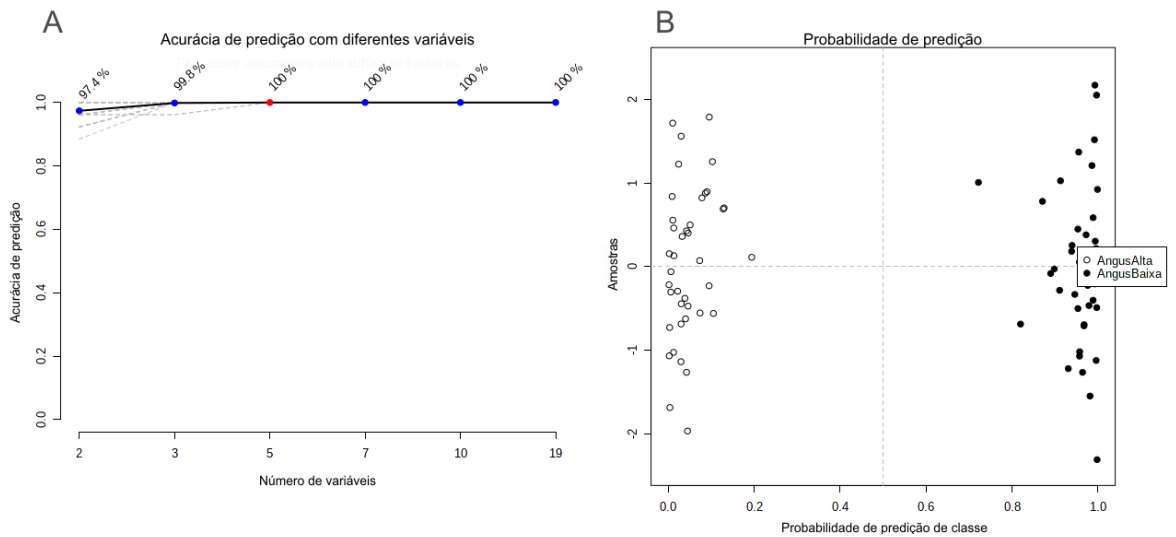 A
Acurácia de predição com diferentes variáveis
97.4 %
99.8 %
100 %
100 %
100 %
100 %
Acurácia de predição
1.0
0.8
0.6
0.4
0.2
0.0
2
3
5
7
10
19
Número de variáveis
B
Probabilidade de predição
Amostras
2
1
0
-1
-2
AngusAlta
AngusBaixa
0.0
0.2
0.4
0.6
0.8
1.0
Probabilidade de predição de classe